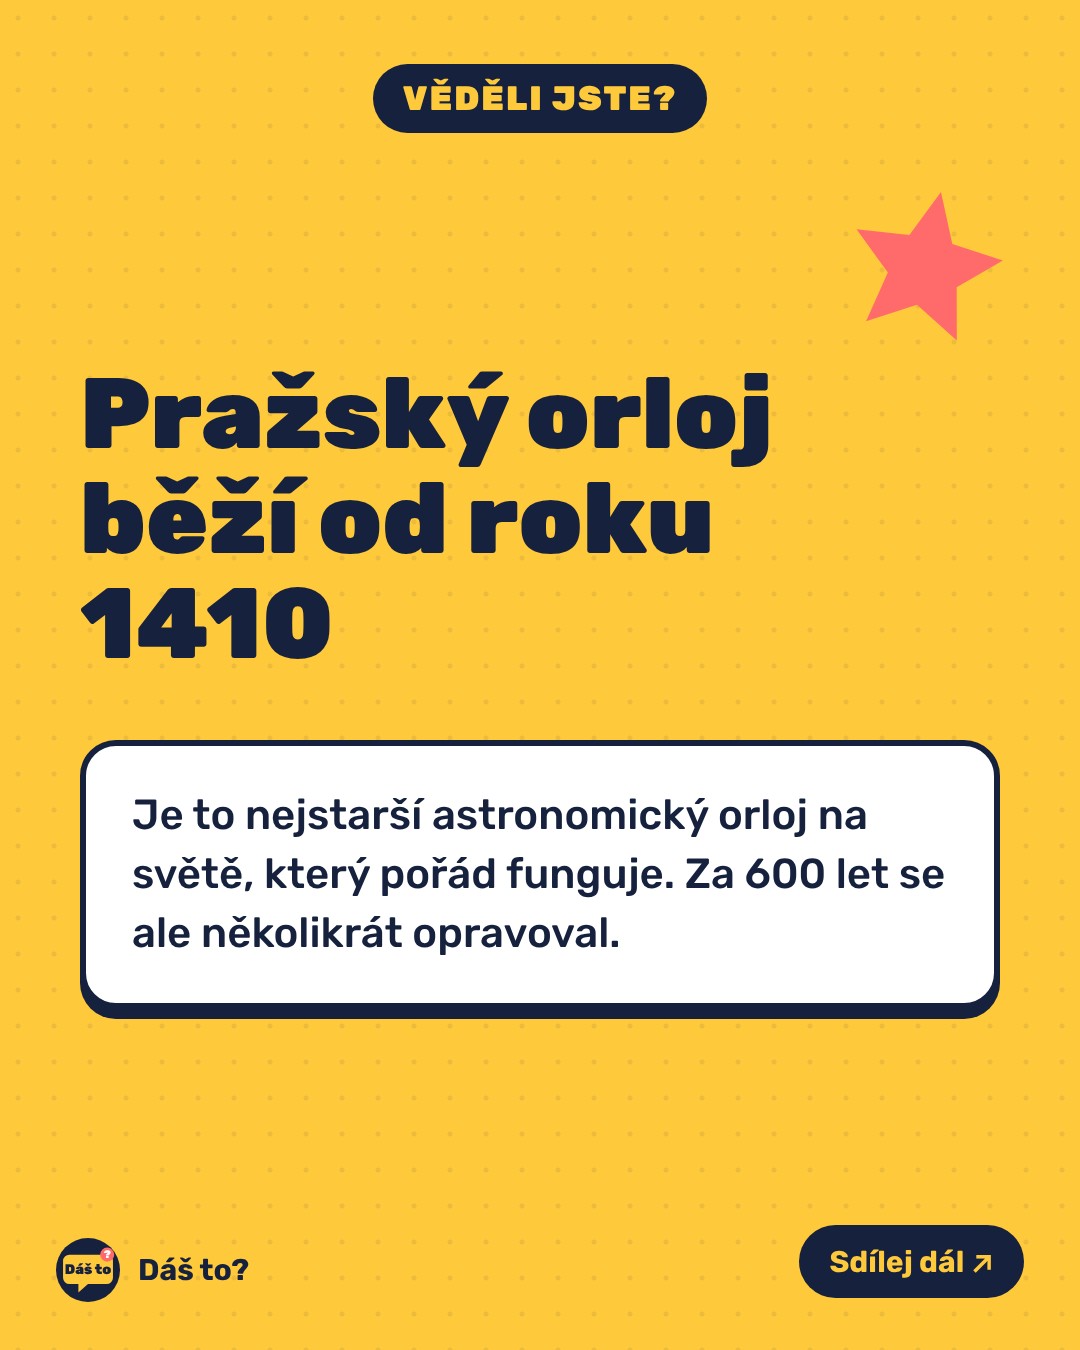 VĚDĚLI JSTE?
Pražský orloj
běží od roku
1410
Je to nejstarší astronomický orloj na
světě, který pořád funguje. Za 600 let se
ale několikrát opravoval.
Dáš to
?
Dáš to?
Sdílej dál ↗